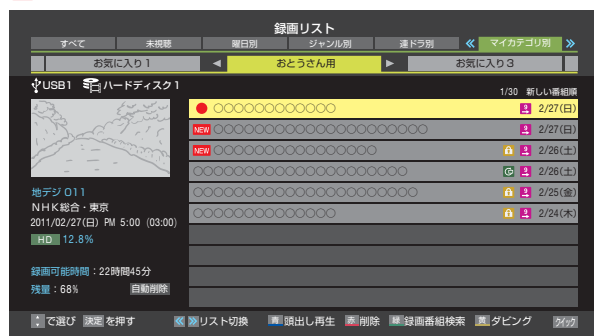 録画リスト
すべて 未視聴 曜日別 ジャンル別 連ドラ別 マイカテゴリ別
お気に入り1 ◀ おとうさん用 ▶ お気に入り3
USB1 ハードディスク1 1/30 新しい番組順
○○○○○○○○○○○○ 2/27(日)
NEW ○○○○○○○○○○○○○○○○○○○○○ 2/27(日)
NEW ○○○○○○○○○○○○○○○○ 2/26(土)
○○○○○○○○○○○○○○○○○○○○○ G 2/26(土)
○○○○○○○○○○○○○○○○○○○○○○ 2/25(金)
○○○○○○○○○○○○○○ 2/24(木)
地デジ 011
NHK総合・東京
2011/02/27(日) PM 5:00 (03:00)
HD 12.8%
録画可能時間：22時間45分
残量：68% 自動削除
で選び 決定 を押す リスト切換 青 頭出し再生 赤 削除 緑 録画番組検索 黄 ダビング クイック